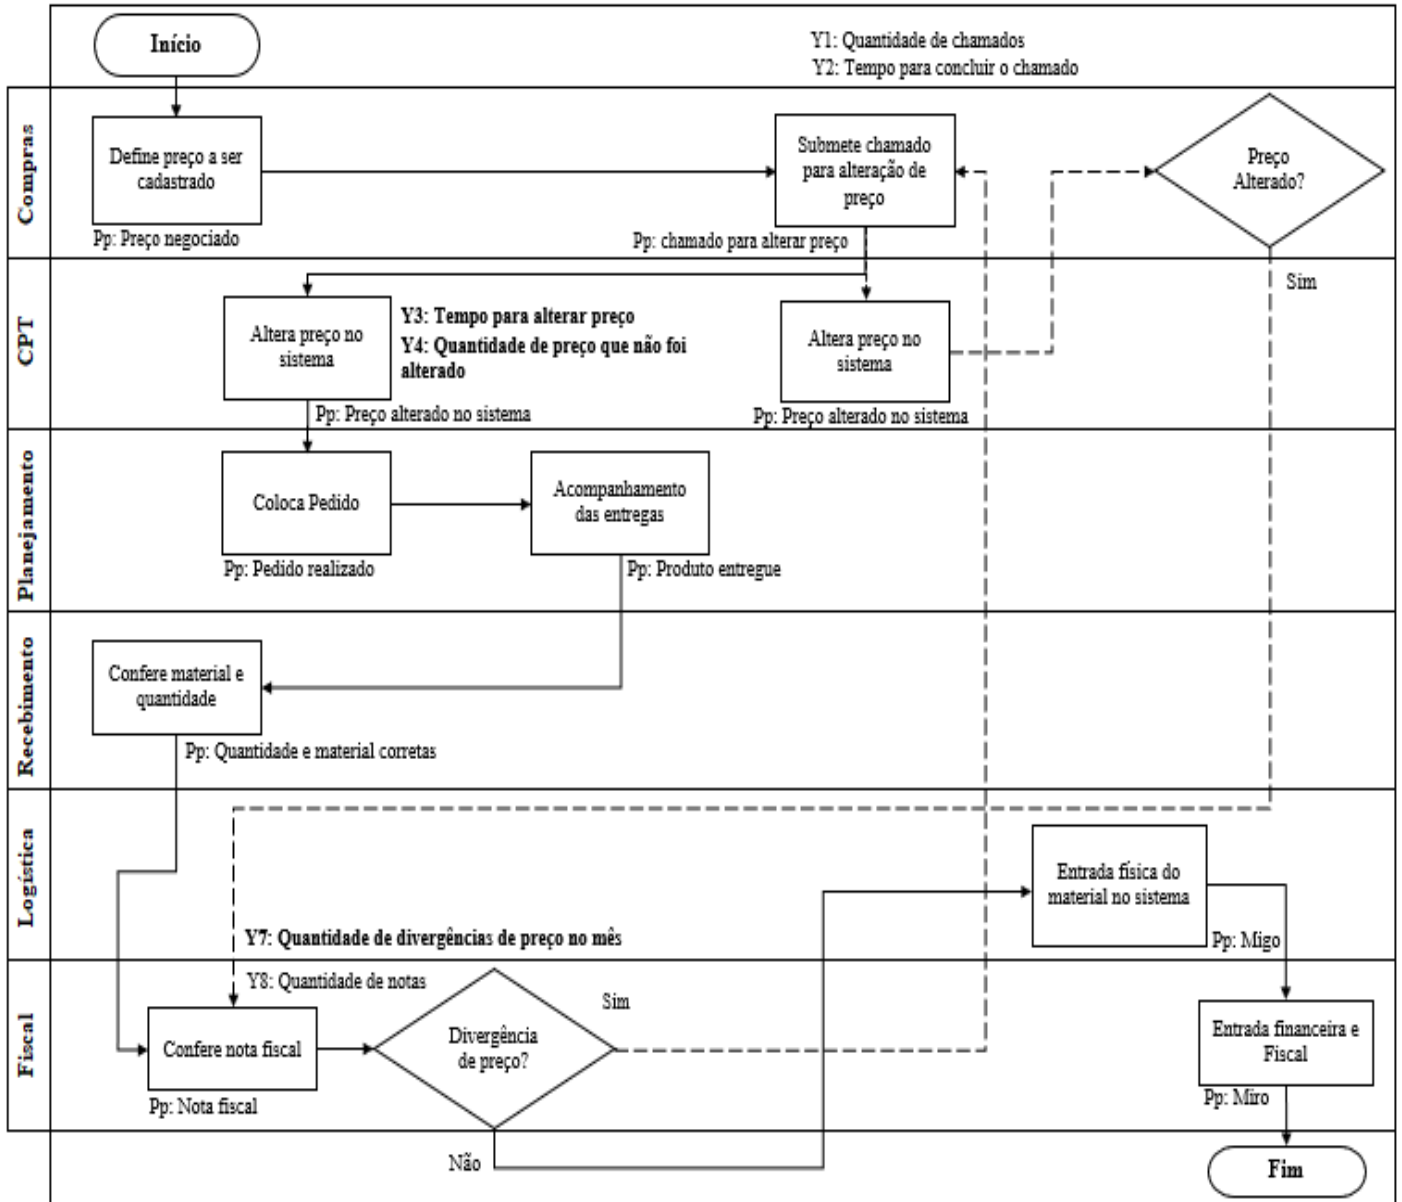 Início
Y1: Quantidade de chamados
Y2: Tempo para concluir o chamado
Compras
Define preço a ser
cadastrado
Pp: Preço negociado
Submete chamado
para alteração de
preço
Pp: chamado para alterar preço
Preço
Alterado?
Sim
CPT
Altera preço no
sistema
Y3: Tempo para alterar preço
Y4: Quantidade de preço que não foi
alterado
Pp: Preço alterado no sistema
Altera preço no
sistema
Pp: Preço alterado no sistema
Planejamento
Coloca Pedido
Pp: Pedido realizado
Acompanhamento
das entregas
Pp: Produto entregue
Recebimento
Confere material e
quantidade
Pp: Quantidade e material corretas
Logística
Entrada física do
material no sistema
Pp: Migo
Y7: Quantidade de divergências de preço no mês
Fiscal
Y8: Quantidade de notas
Confere nota fiscal
Pp: Nota fiscal
Divergência
de preço?
Sim
Não
Entrada financeira e
Fiscal
Pp: Miro
Fim